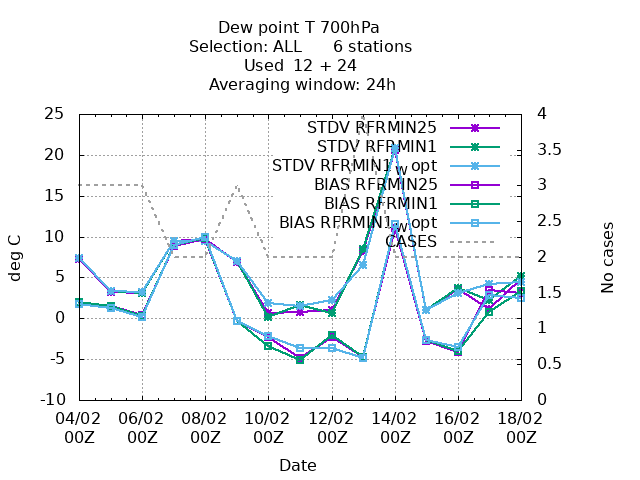 Dew point T 700hPa
Selection: ALL      6 stations
Used  12 + 24
Averaging window: 24h
deg C
25
20
15
10
5
0
-5
-10
STDV RFRMIN25
STDV RFRMIN1
STDV RFRMIN1_w_opt
BIAS RFRMIN25
BIAS RFRMIN1
BIAS RFRMIN1_w_opt
CASES
4
3.5
3
2.5
2
1.5
1
0.5
0
No cases
04/02 06/02 08/02 10/02 12/02 14/02 16/02 18/02
00Z 00Z 00Z 00Z 00Z 00Z 00Z 00Z
Date